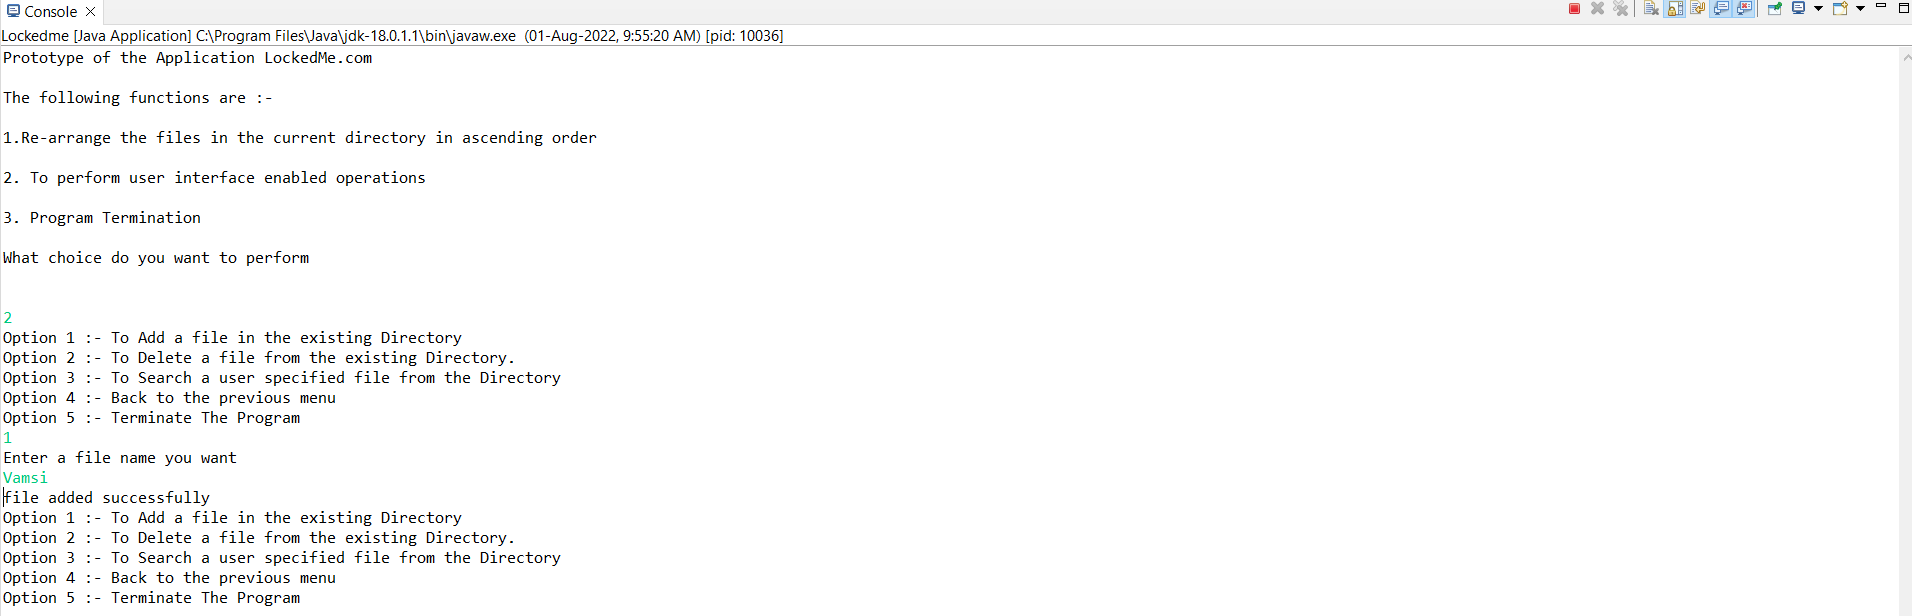 Console
Lockedme [Java Application] C:\Program Files\Java\jdk-18.0.1.1\bin\javaw.exe (01-Aug-2022, 9:55:20 AM) [pid: 10036]
Prototype of the Application LockedMe.com
The following functions are :-
1.Re-arrange the files in the current directory in ascending order
2. To perform user interface enabled operations
3. Program Termination
What choice do you want to perform
2
Option 1 :- To Add a file in the existing Directory
Option 2 :- To Delete a file from the existing Directory.
Option 3 :- To Search a user specified file from the Directory
Option 4 :- Back to the previous menu
Option 5 :- Terminate The Program
1
Enter a file name you want
Vamsi
file added successfully
Option 1 :- To Add a file in the existing Directory
Option 2 :- To Delete a file from the existing Directory.
Option 3 :- To Search a user specified file from the Directory
Option 4 :- Back to the previous menu
Option 5 :- Terminate The Program